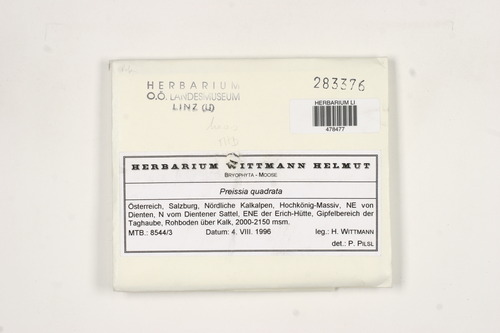 HERBARIUM
O.Ö. LANDESMUSEUM
LINZ (LI)
283376
HERBARIUM LI
478477
HERBARIUM WITTMANN HELMUT
BRYOPHYTA - MOOSE
Preissia quadrata
Österreich, Salzburg, Nördliche Kalkalpen, Hochkönig-Massiv, NE von
Dienten, N vom Dientener Sattel, ENE der Erich-Hütte, Gipfelbereich der
Taghaube, Rohboden über Kalk, 2000-2150 msm.
MTB.: 8544/3 Datum: 4. VIII. 1996 leg.: H. WITTMANN
det.: P. PILSL